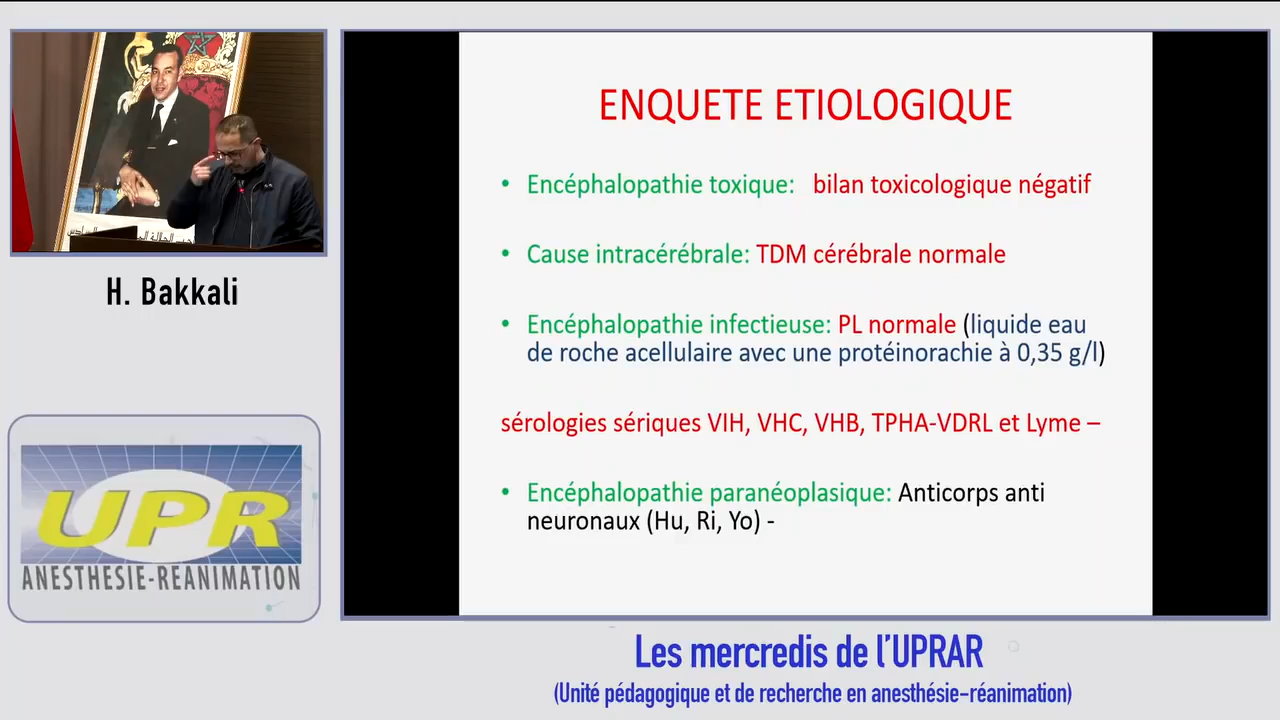 ENQUETE ETIOLOGIQUE
• Encéphalopathie toxique: bilan toxicologique négatif
• Cause intracérébrale: TDM cérébrale normale
• Encéphalopathie infectieuse: PL normale (liquide eau
de roche acellulaire avec une protéinorachie à 0,35 g/l)
sérologies sériques VIH, VHC, VHB, TPHA-VDRL et Lyme –
• Encéphalopathie paranéoplasique: Anticorps anti
neuronaux (Hu, Ri, Yo) -
H. Bakkali
UPR
ANESTHESIE-REANIMATION
Les mercredis de l'UPRAR
(Unité pédagogique et de recherche en anesthésie-réanimation)